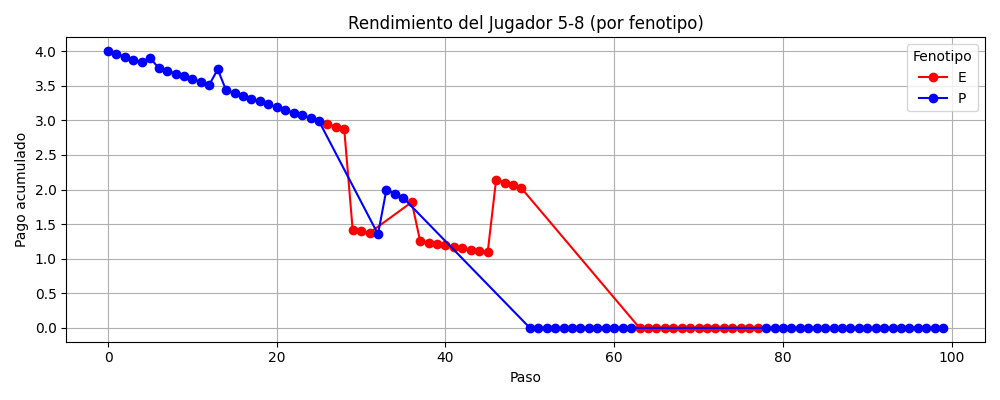 Rendimiento del Jugador 5-8 (por fenotipo)
Pago acumulado
4.0
3.5
3.0
2.5
2.0
1.5
1.0
0.5
0.0
Fenotipo
E
P
0 20 40 60 80 100
Paso